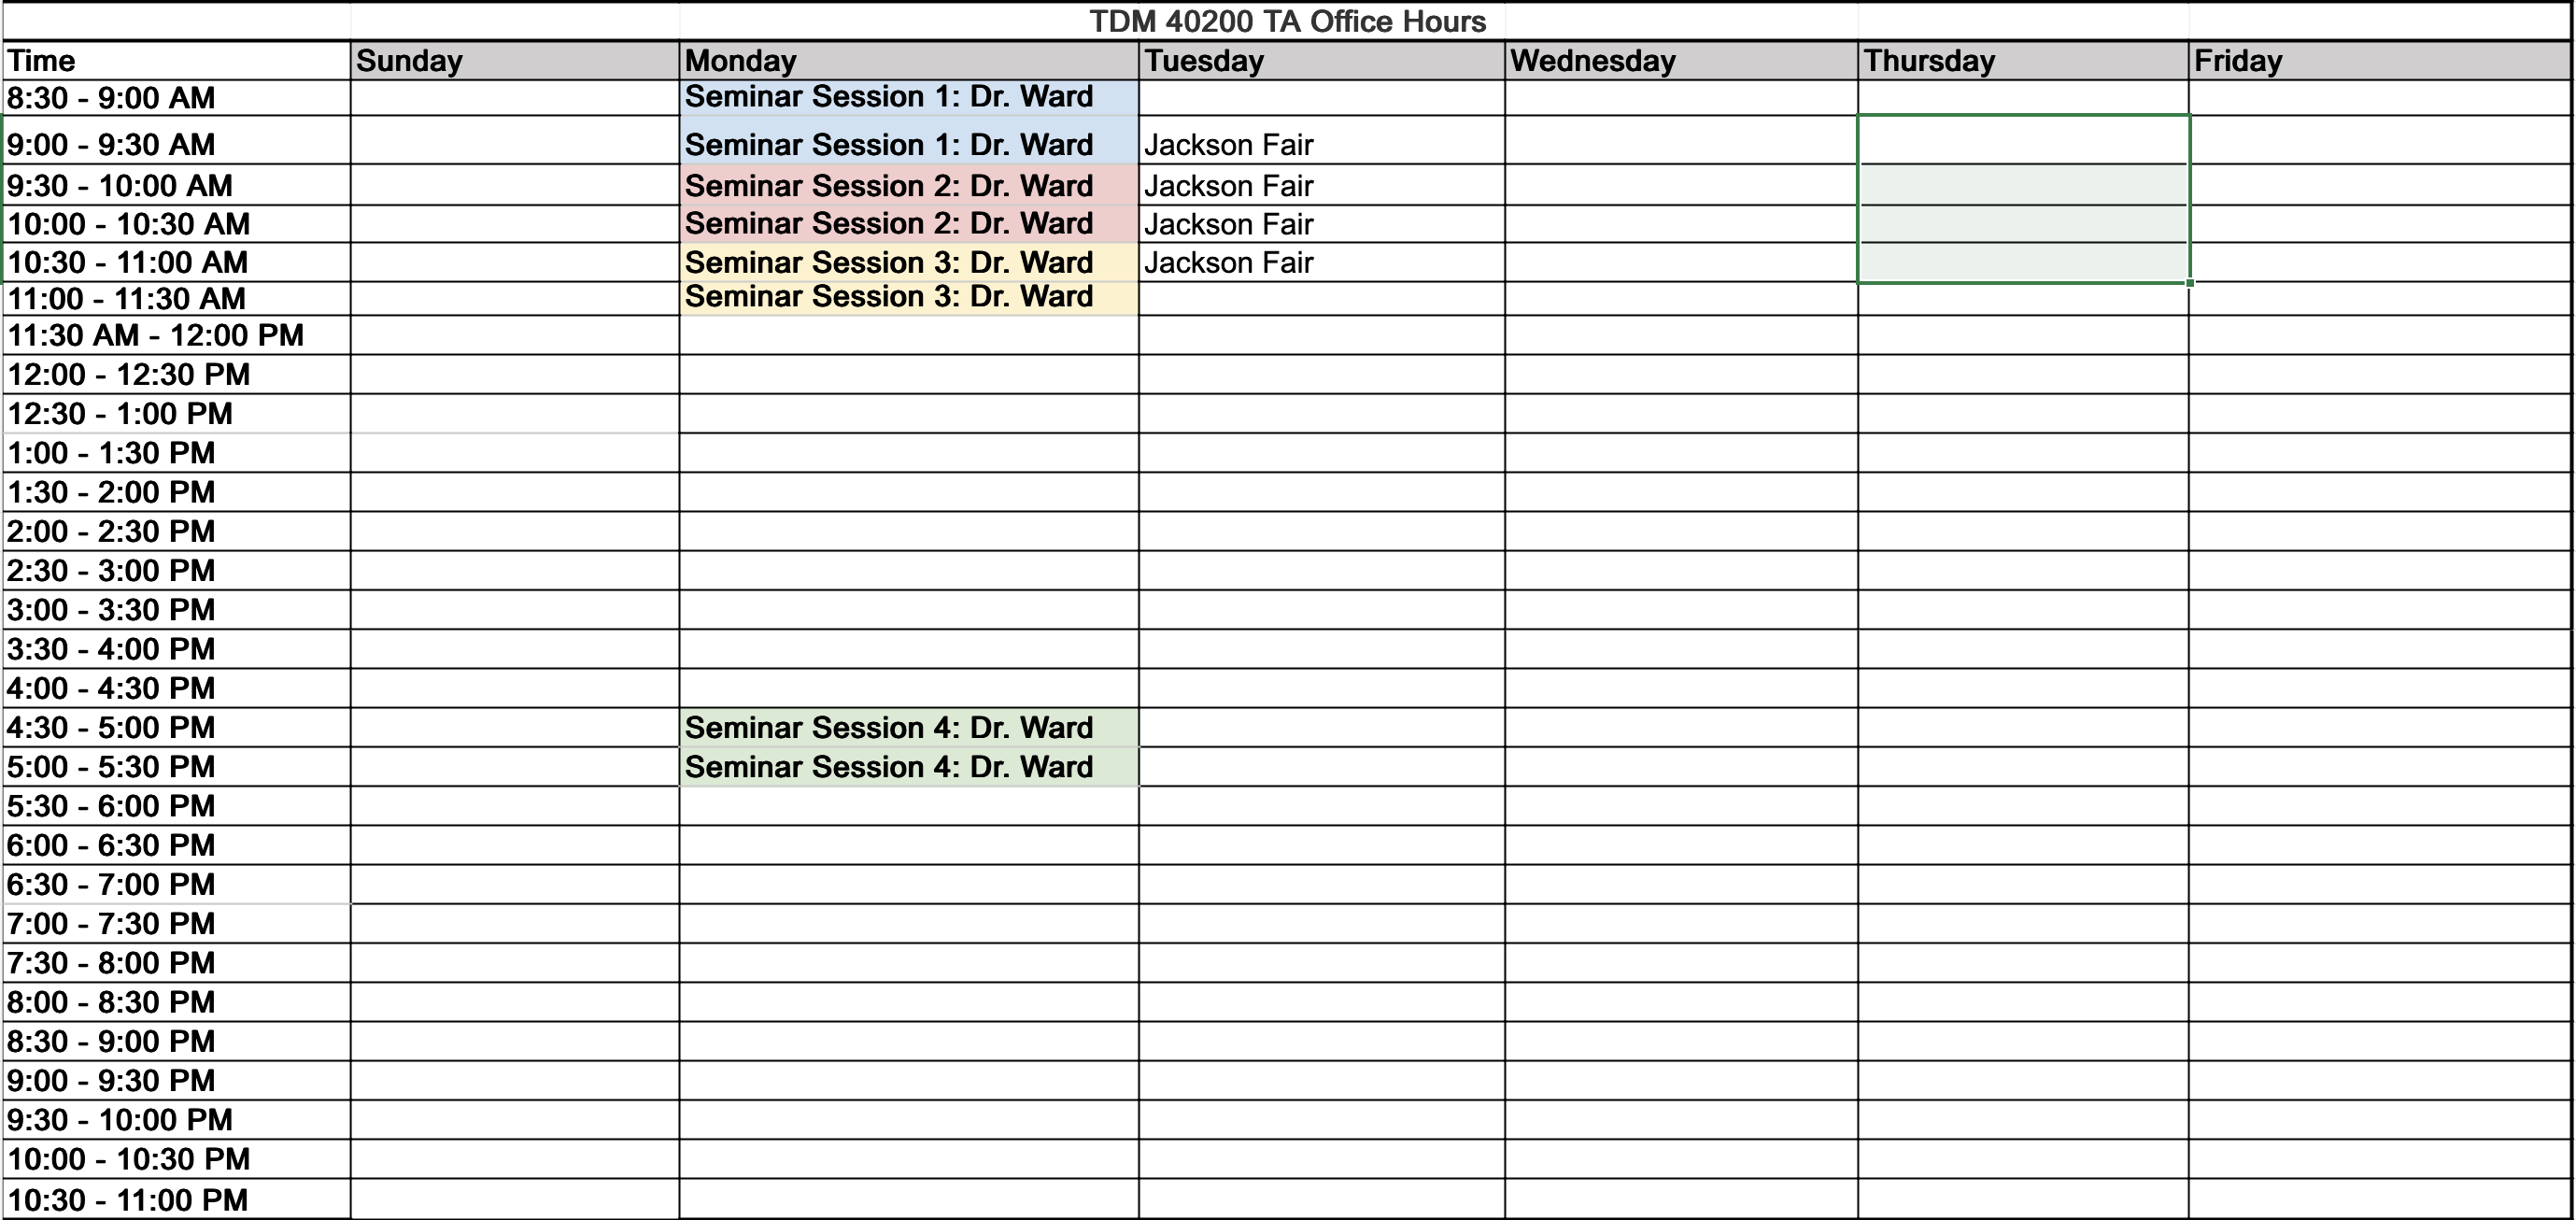 TDM 40200 TA Office Hours
Time Sunday Monday Tuesday Wednesday Thursday Friday
8:30 - 9:00 AM Seminar Session 1: Dr. Ward
9:00 - 9:30 AM Seminar Session 1: Dr. Ward Jackson Fair
9:30 - 10:00 AM Seminar Session 2: Dr. Ward Jackson Fair
10:00 - 10:30 AM Seminar Session 2: Dr. Ward Jackson Fair
10:30 - 11:00 AM Seminar Session 3: Dr. Ward Jackson Fair
11:00 - 11:30 AM Seminar Session 3: Dr. Ward
11:30 AM - 12:00 PM
12:00 - 12:30 PM
12:30 - 1:00 PM
1:00 - 1:30 PM
1:30 - 2:00 PM
2:00 - 2:30 PM
2:30 - 3:00 PM
3:00 - 3:30 PM
3:30 - 4:00 PM
4:00 - 4:30 PM
4:30 - 5:00 PM Seminar Session 4: Dr. Ward
5:00 - 5:30 PM Seminar Session 4: Dr. Ward
5:30 - 6:00 PM
6:00 - 6:30 PM
6:30 - 7:00 PM
7:00 - 7:30 PM
7:30 - 8:00 PM
8:00 - 8:30 PM
8:30 - 9:00 PM
9:00 - 9:30 PM
9:30 - 10:00 PM
10:00 - 10:30 PM
10:30 - 11:00 PM